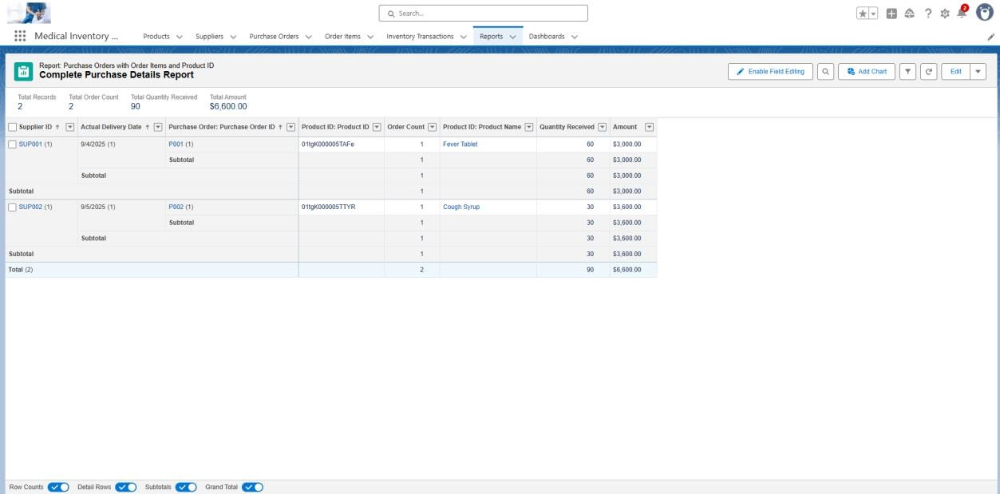 Search...
2
Medical Inventory ... Products Suppliers Purchase Orders Order Items Inventory Transactions Reports Dashboards
Report: Purchase Orders with Order Items and Product ID
Complete Purchase Details Report
Enable Field Editing Add Chart Edit
Total Records Total Order Count Total Quantity Received Total Amount
2 2 90 $6,600.00
Supplier ID ↑ Actual Delivery Date ↑ Purchase Order: Purchase Order ID ↑ Product ID: Product ID Order Count Product ID: Product Name Quantity Received Amount
SUP001 (1) 9/4/2025 (1) P001 (1) 01tgK000005TAFe 1 Fever Tablet 60 $3,000.00
Subtotal 1 60 $3,000.00
Subtotal 1 60 $3,000.00
Subtotal 1 60 $3,000.00
SUP002 (1) 9/5/2025 (1) P002 (1) 01tgK000005TTYR 1 Cough Syrup 30 $3,600.00
Subtotal 1 30 $3,600.00
Subtotal 1 30 $3,600.00
Subtotal 1 30 $3,600.00
Total (2) 2 90 $6,600.00
Row Counts Detail Rows Subtotals Grand Total